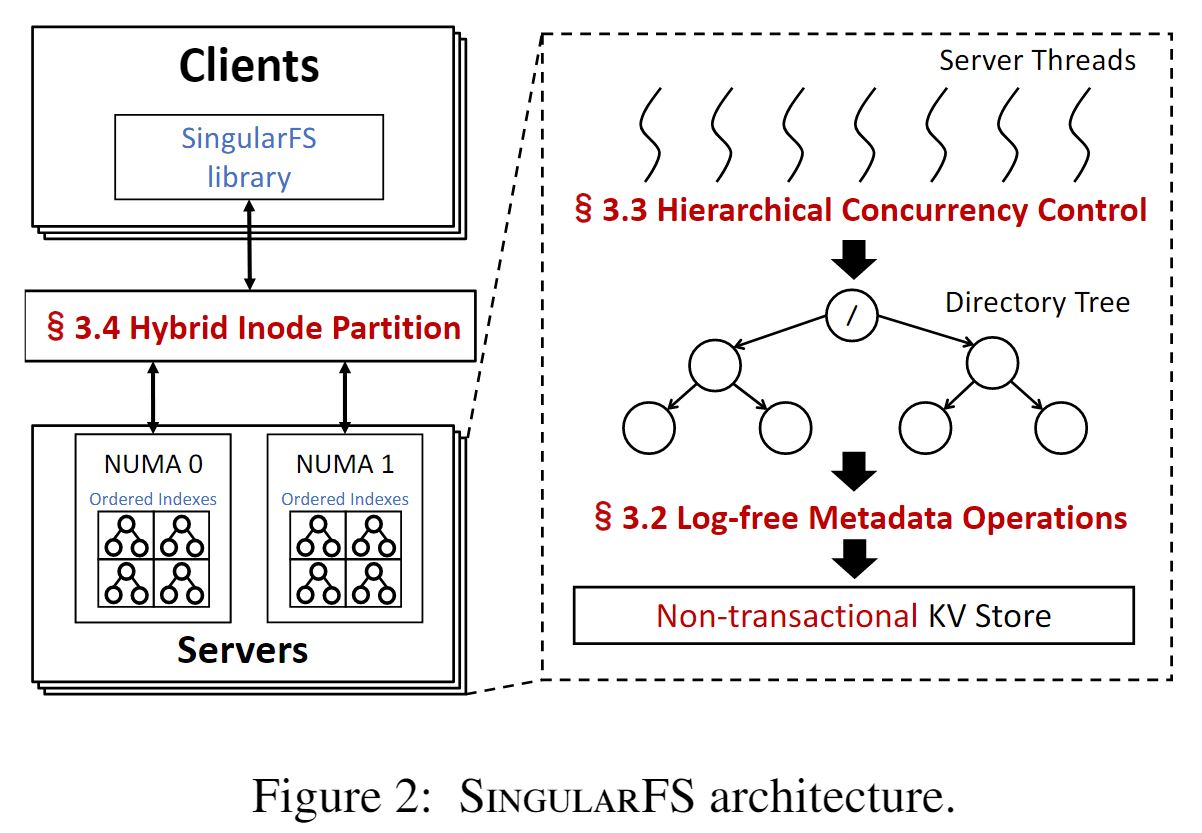 Clients
SingularFS
library
§ 3.4 Hybrid Inode Partition
NUMA 0
Ordered Indexes
NUMA 1
Ordered Indexes
Servers
Server Threads
§ 3.3 Hierarchical Concurrency Control
/
Directory Tree
§ 3.2 Log-free Metadata Operations
Non-transactional KV Store
Figure 2: SINGULARFS architecture.